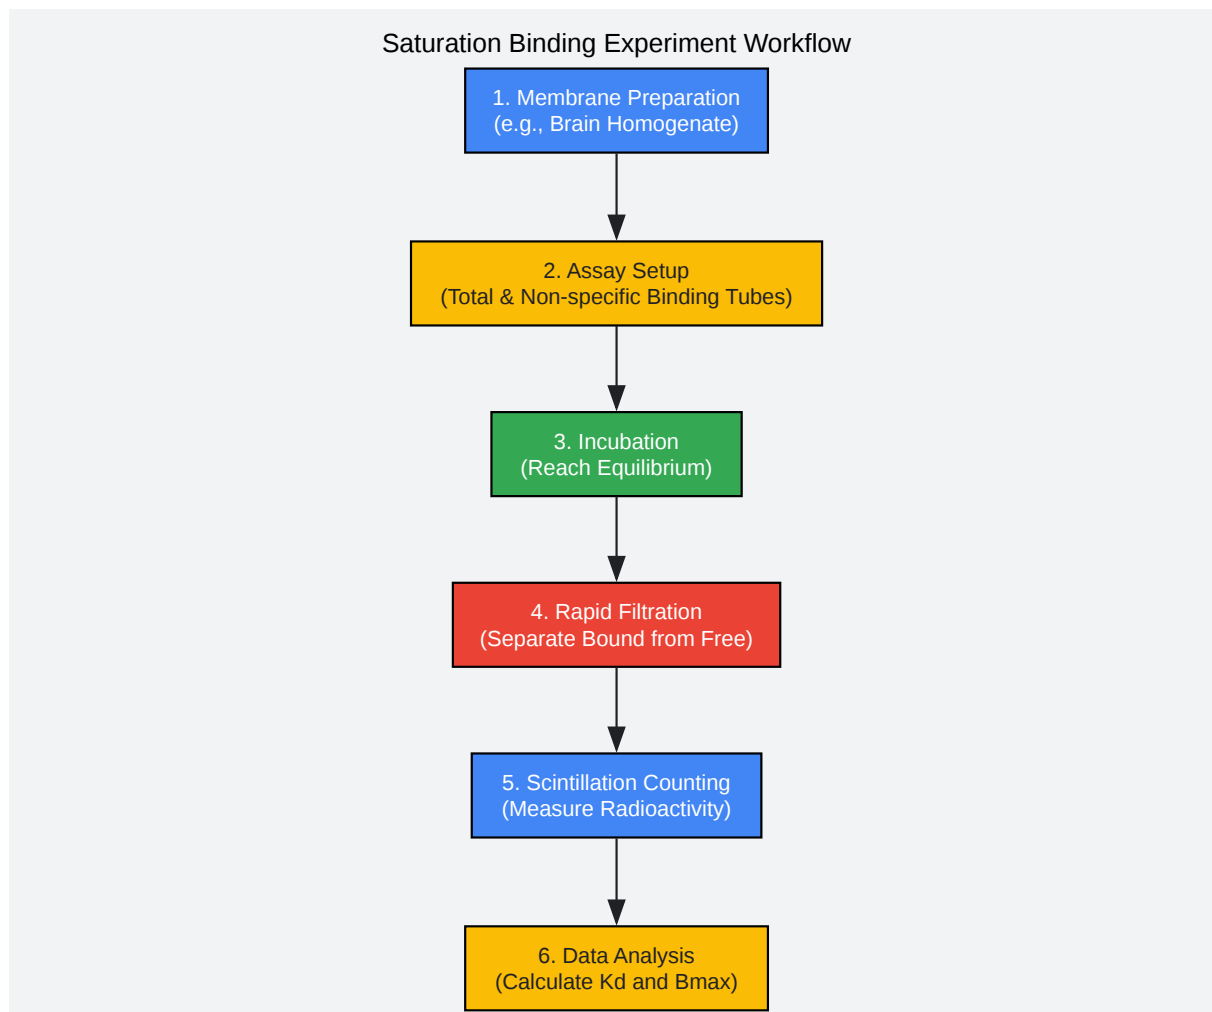 Saturation Binding Experiment Workflow
1. Membrane Preparation
(e.g., Brain Homogenate)
2. Assay Setup
(Total & Non-specific Binding Tubes)
3. Incubation
(Reach Equilibrium)
4. Rapid Filtration
(Separate Bound from Free)
5. Scintillation Counting
(Measure Radioactivity)
6. Data Analysis
(Calculate Kd and Bmax)